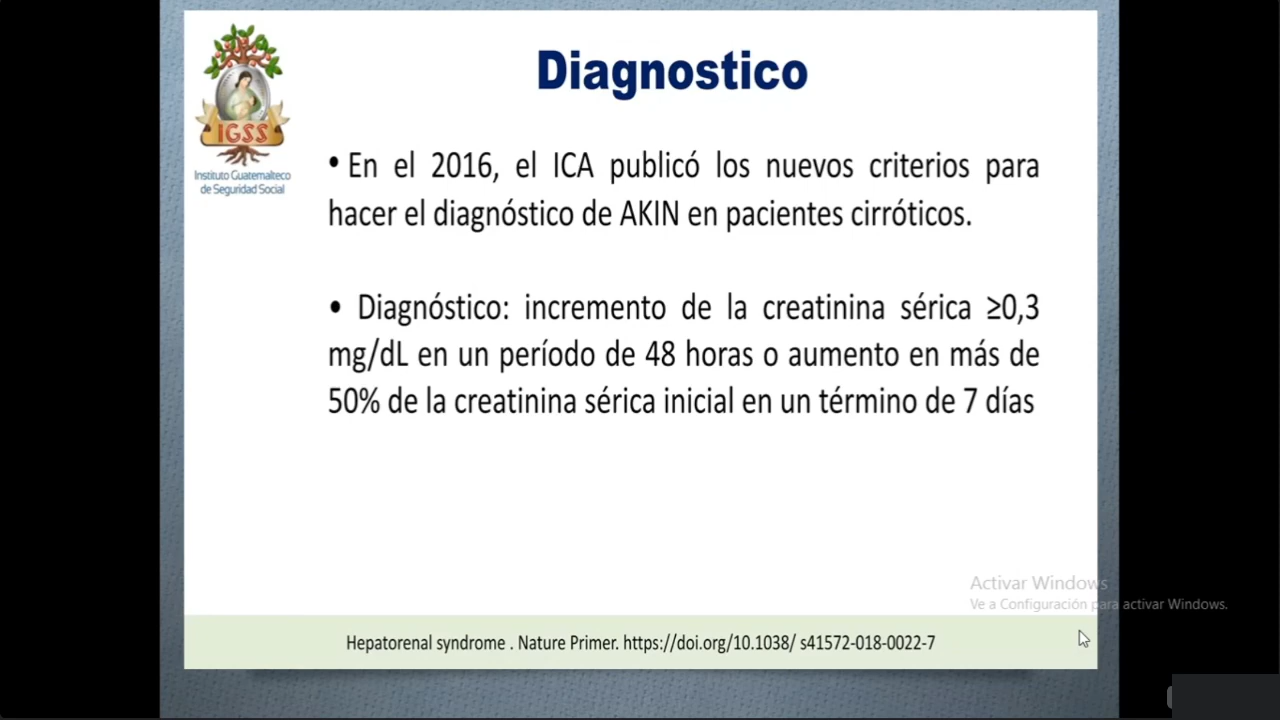 Diagnostico
IGSS
Instituto Guatemalteco
de Seguridad Social
• En el 2016, el ICA publicó los nuevos criterios para
hacer el diagnóstico de AKIN en pacientes cirróticos.
• Diagnóstico: incremento de la creatinina sérica ≥0,3
mg/dL en un período de 48 horas o aumento en más de
50% de la creatinina sérica inicial en un término de 7 días
Activar Windows
Ve a Configuración para activar Windows.
Hepatorenal syndrome . Nature Primer. https://doi.org/10.1038/ s41572-018-0022-7